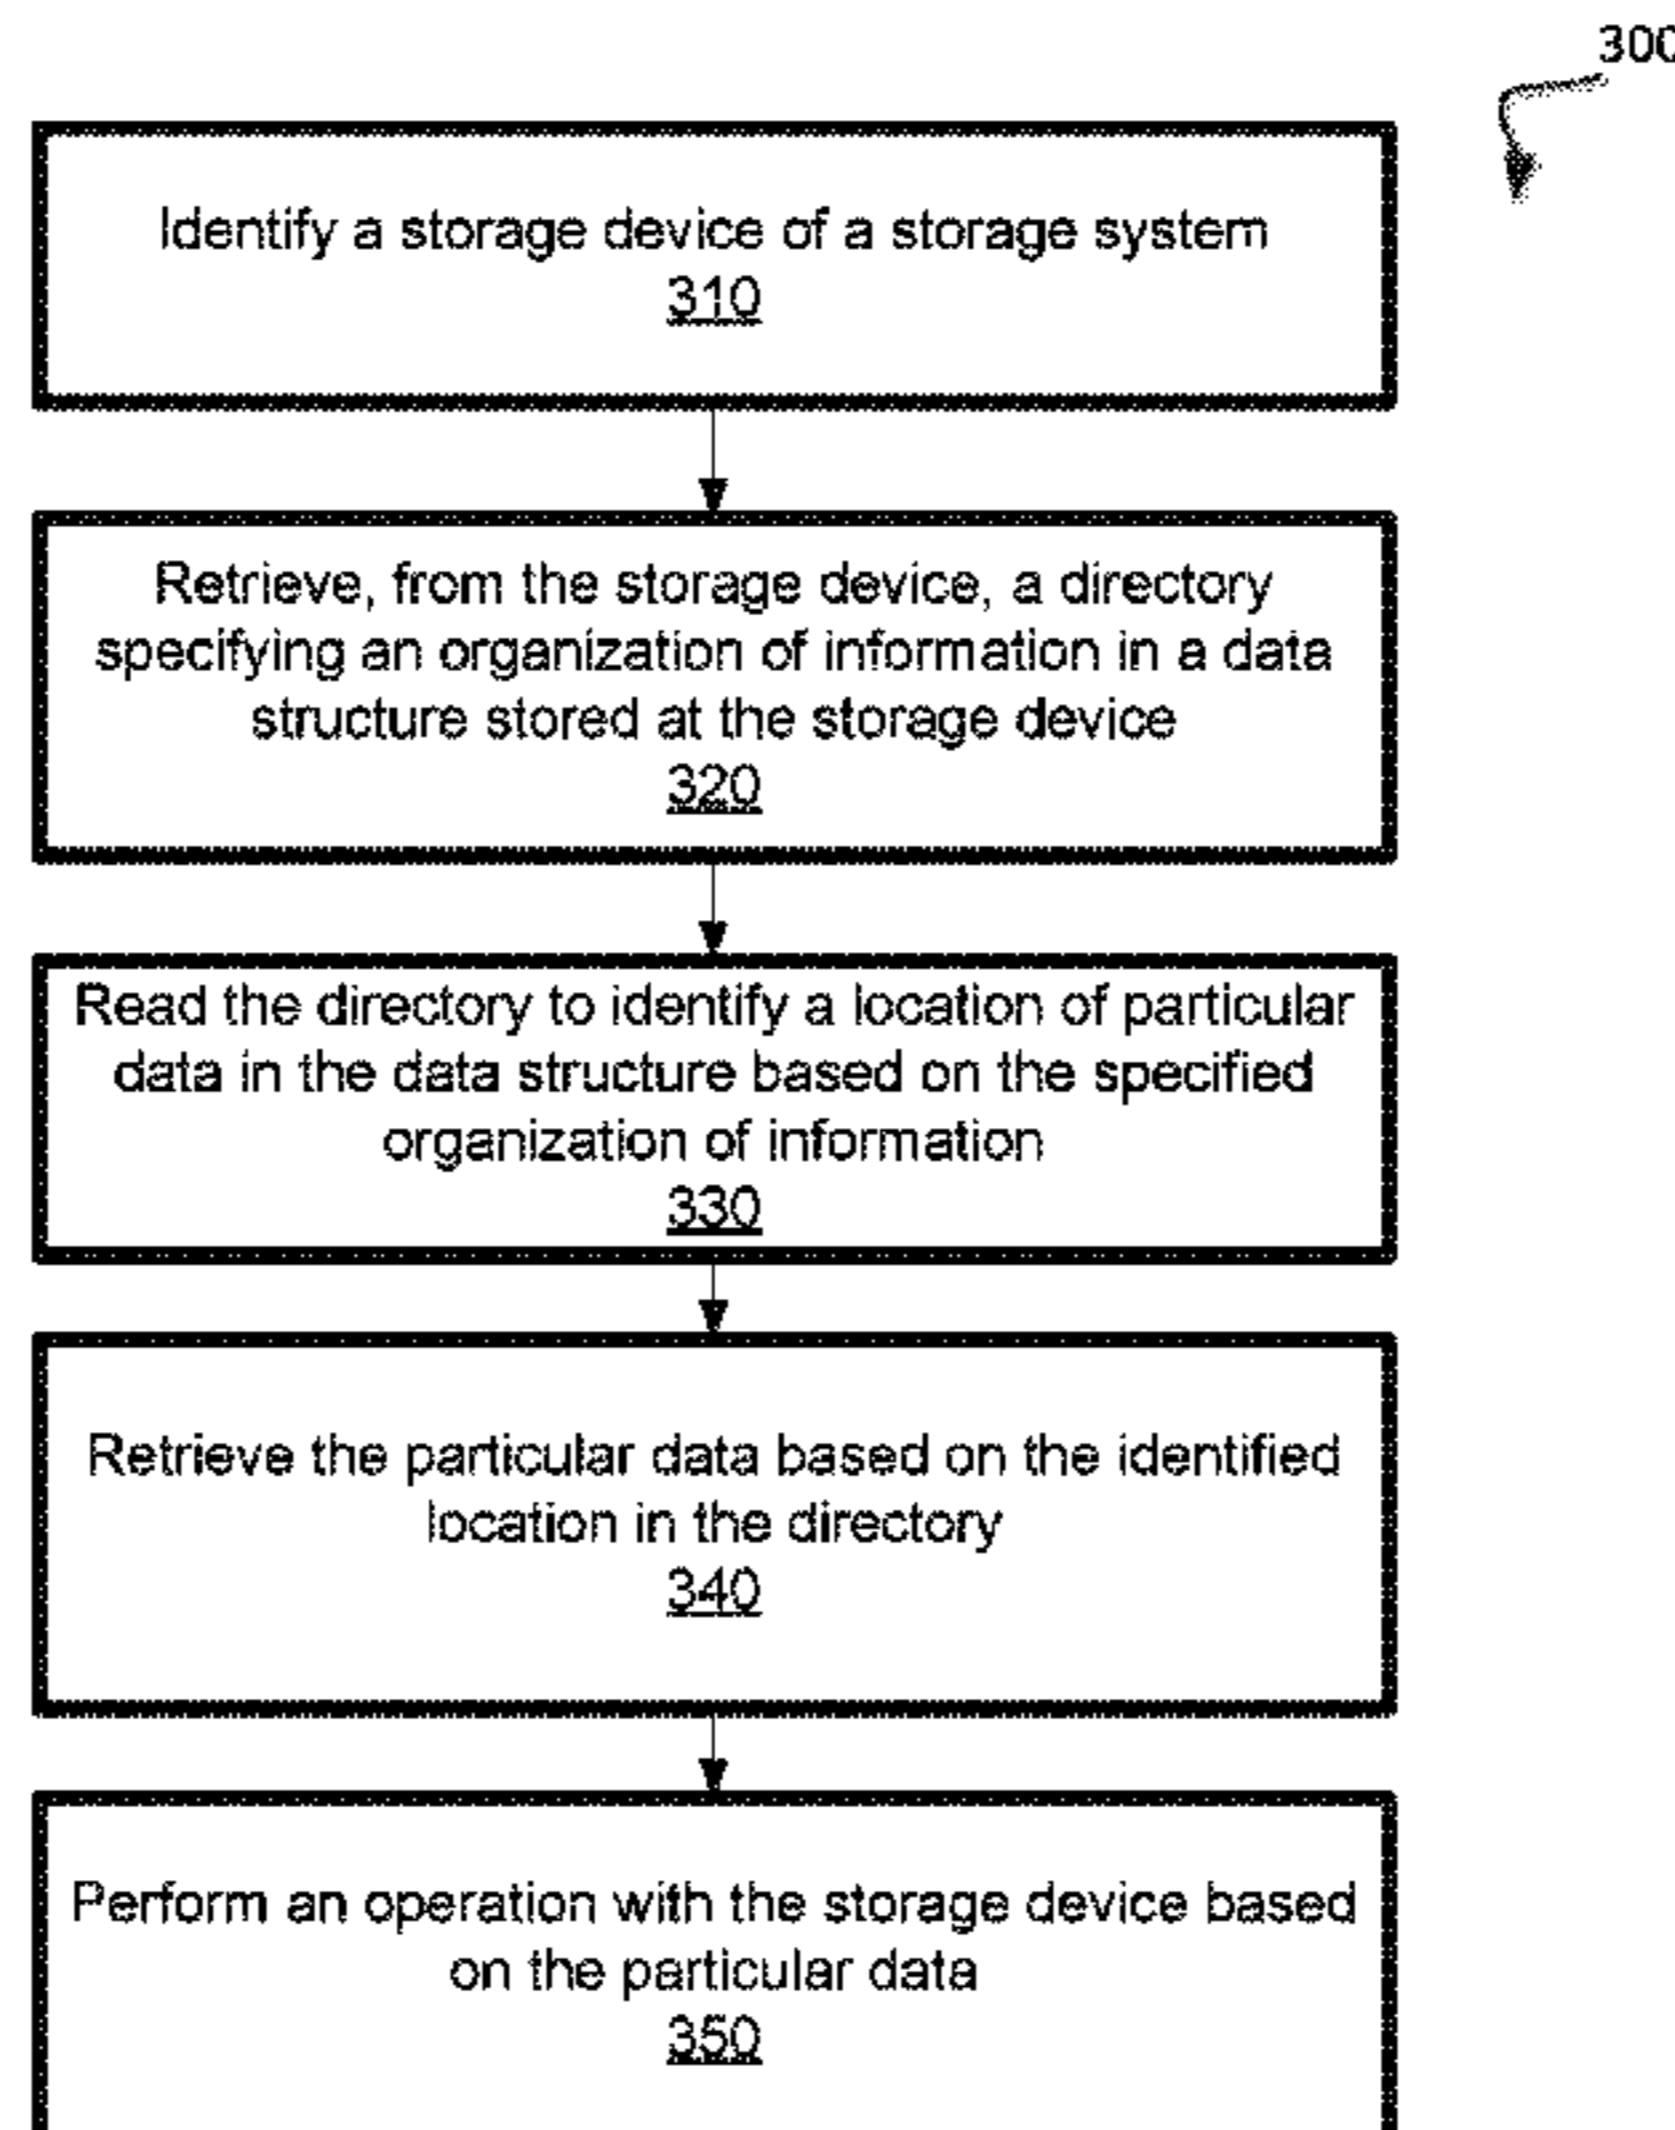 300
Identify a storage device of a storage system
310
Retrieve, from the storage device, a directory
specifying an organization of information in a data
structure stored at the storage device
320
Read the directory to identify a location of particular
data in the data structure based on the specified
organization of information
330
Retrieve the particular data based on the identified
location in the directory
340
Perform an operation with the storage device based
on the particular data
350